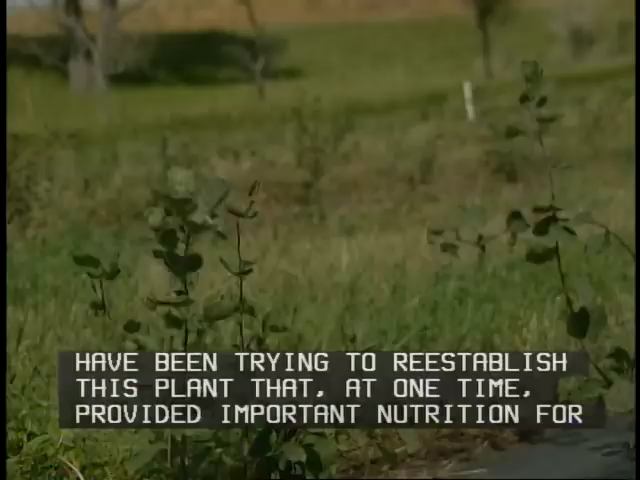 HAVE BEEN TRYING TO REESTABLISH
THIS PLANT THAT, AT ONE TIME,
PROVIDED IMPORTANT NUTRITION FOR